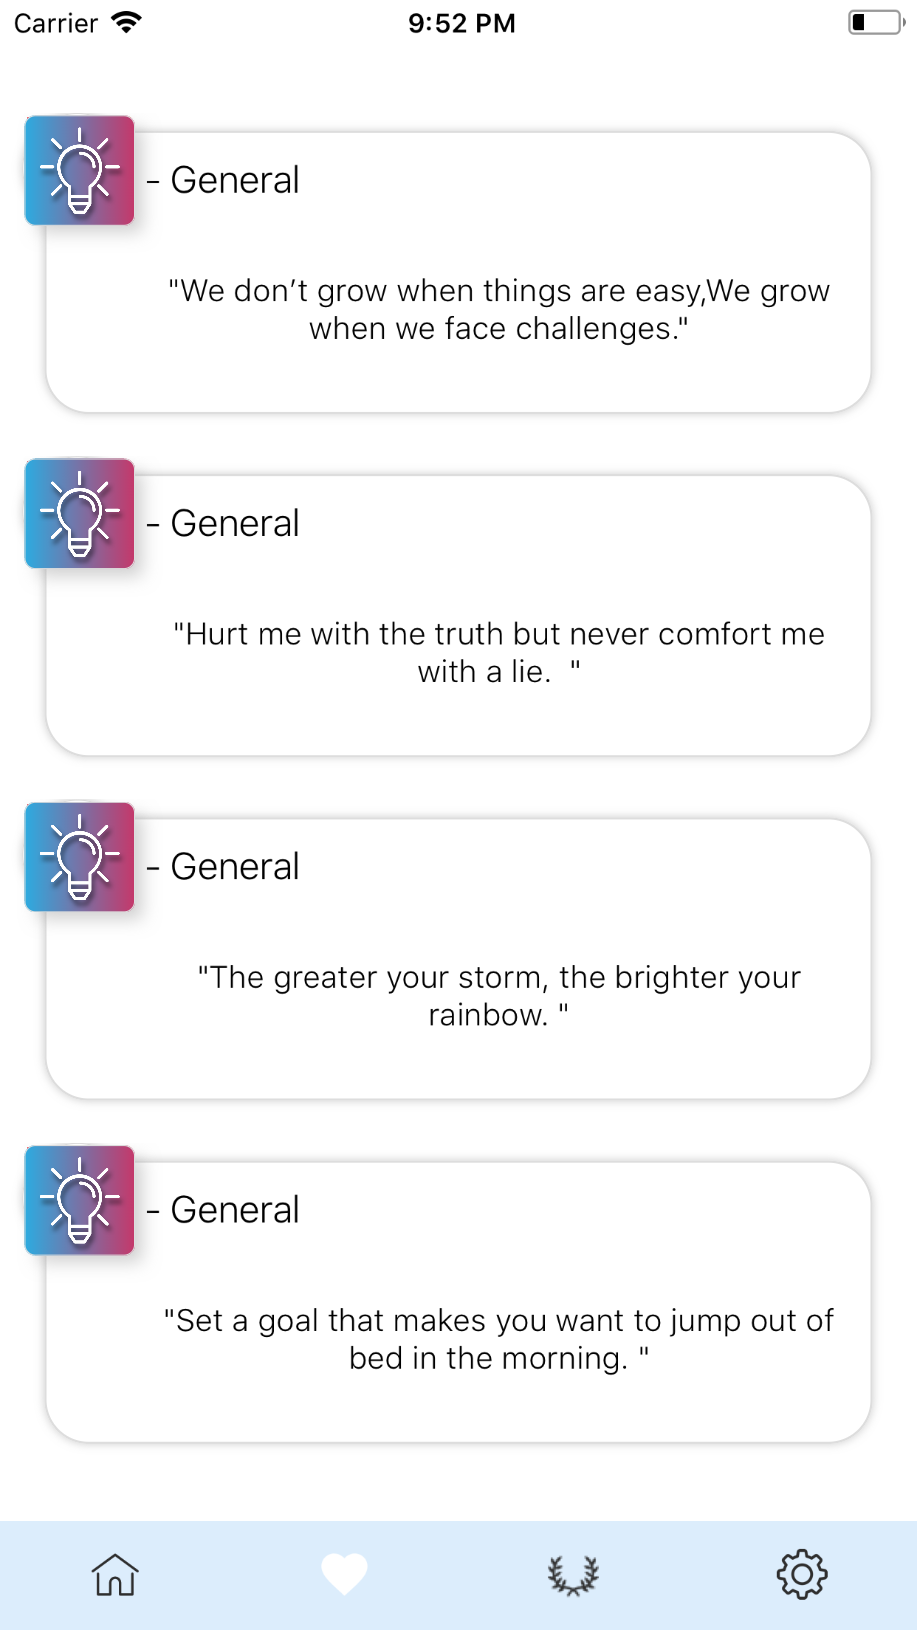 Carrier 9:52 PM
- General
"We don’t grow when things are easy,We grow
when we face challenges."
- General
"Hurt me with the truth but never comfort me
with a lie.  "
- General
"The greater your storm, the brighter your
rainbow. "
- General
"Set a goal that makes you want to jump out of
bed in the morning. "